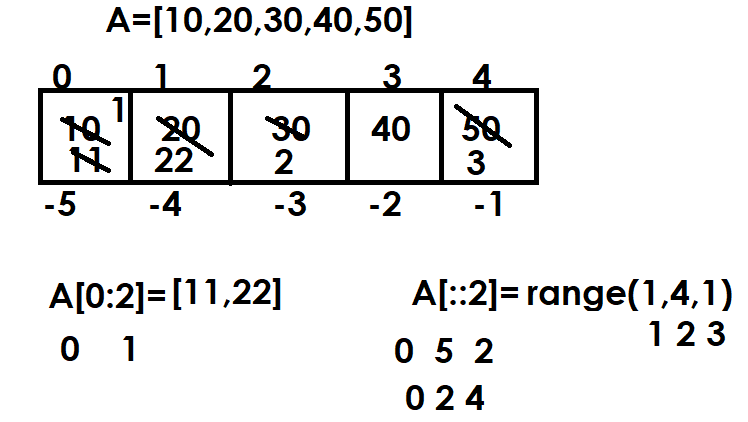 A=[10,20,30,40,50]
0 1 2 3 4
10 1 20 30 40 50
11 22 2 3
-5 -4 -3 -2 -1
A[0:2]=[11,22] A[::2]=range(1,4,1)
0 1 1 2 3
0 5 2
0 2 4